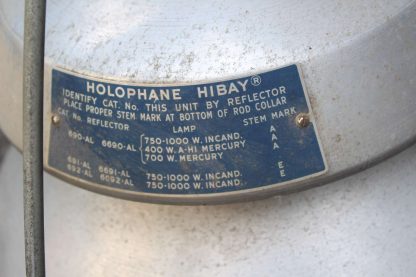 HOLOPHANE HIBAY®
IDENTIFY CAT. No. THIS UNIT BY REFLECTOR
PLACE PROPER STEM MARK AT BOTTOM OF ROD COLLAR
CAT. No. REFLECTOR LAMP STEM MARK
750-1000 W. INCAND. A
690-AL 6690-AL 400 W. A-H1 MERCURY A
700 W. MERCURY A
691-AL 6691-AL 750-1000 W. INCAND. E
692-AL 6692-AL 750-1000 W. INCAND. E